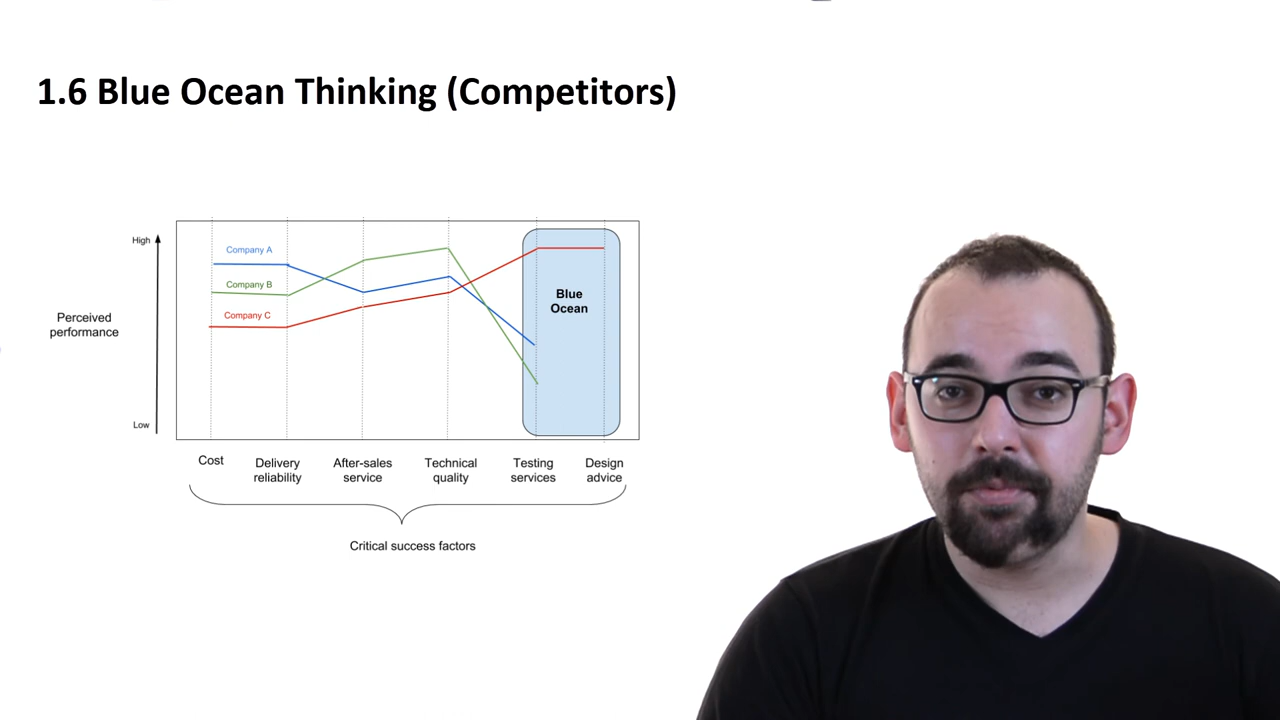 1.6 Blue Ocean Thinking (Competitors)
High
Company A
Company B
Company C
Blue
Ocean
Perceived
performance
Low
Cost
Delivery
reliability
After-sales
service
Technical
quality
Testing
services
Design
advice
Critical success factors